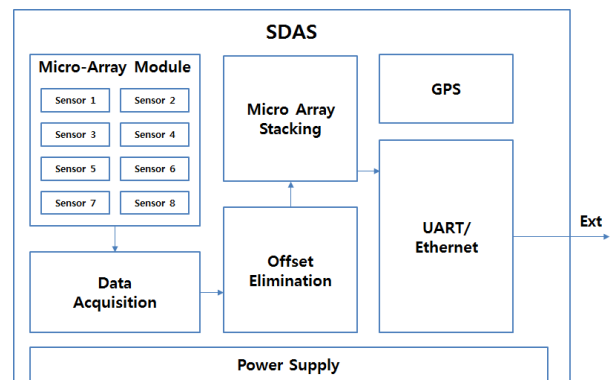 SDAS
Micro-Array Module
Sensor 1
Sensor 2
Sensor 3
Sensor 4
Sensor 5
Sensor 6
Sensor 7
Sensor 8
Data
Acquisition
Micro Array
Stacking
Offset
Elimination
GPS
UART/
Ethernet
Ext
Power Supply